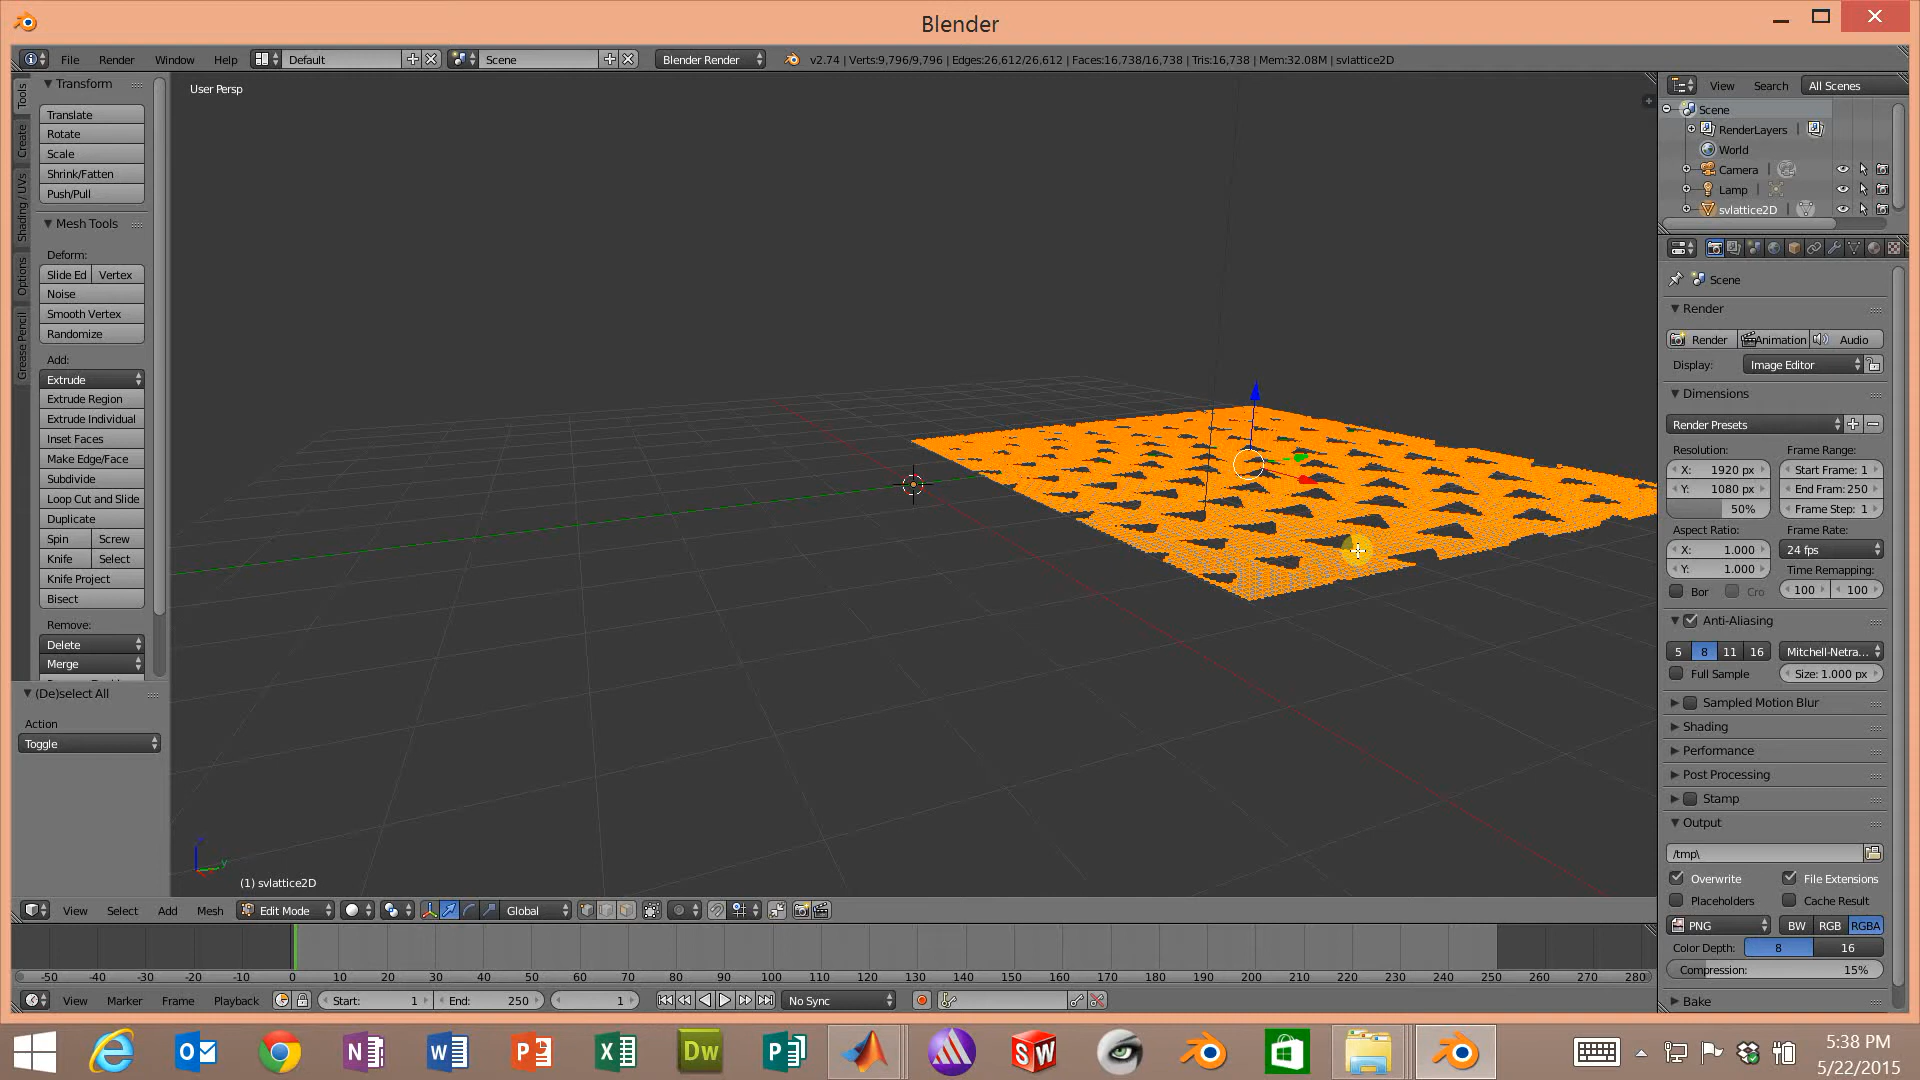 Blender
File Render Window Help Default Scene Blender Render v2.74 | Verts:9,796/9,796 | Edges:26,612/26,612 | Faces:16,738/16,738 | Tris:16,738 | Mem:32.08M | svlattice2D
Tools
Create
Shading / UVs
Options
Grease Pencil
Transform
Translate
Rotate
Scale
Shrink/Fatten
Push/Pull
Mesh Tools
Deform:
Slide Ed Vertex
Noise
Smooth Vertex
Randomize
Add:
Extrude
Extrude Region
Extrude Individual
Inset Faces
Make Edge/Face
Subdivide
Loop Cut and Slide
Duplicate
Spin Screw
Knife Select
Knife Project
Bisect
Remove:
Delete
Merge
(De)select All
Action
Toggle
User Persp
(1) svlattice2D
View Select Add Mesh Edit Mode Global
-50 -40 -30 -20 -10 0 10 20 30 40 50 60 70 80 90 100 110 120 130 140 150 160 170 180 190 200 210 220 230 240 250 260 270 280
View Marker Frame Playback Start: 1 End: 250 1 No Sync
View Search All Scenes
Scene
RenderLayers
World
Camera
Lamp
svlattice2D
Scene
Render
Render Animation Audio
Display: Image Editor
Dimensions
Render Presets
Resolution: Frame Range:
X: 1920 px Start Frame: 1
Y: 1080 px End Fram: 250
50% Frame Step: 1
Aspect Ratio: Frame Rate:
X: 1.000 24 fps
Y: 1.000 Time Remapping:
Bor Cro 100 100
Anti-Aliasing
5 8 11 16 Mitchell-Netra...
Full Sample Size: 1.000 px
Sampled Motion Blur
Shading
Performance
Post Processing
Stamp
Output
/tmp\
Overwrite File Extensions
Placeholders Cache Result
PNG BW RGB RGBA
Color Depth: 8 16
Compression: 15%
Bake
5:38 PM
5/22/2015